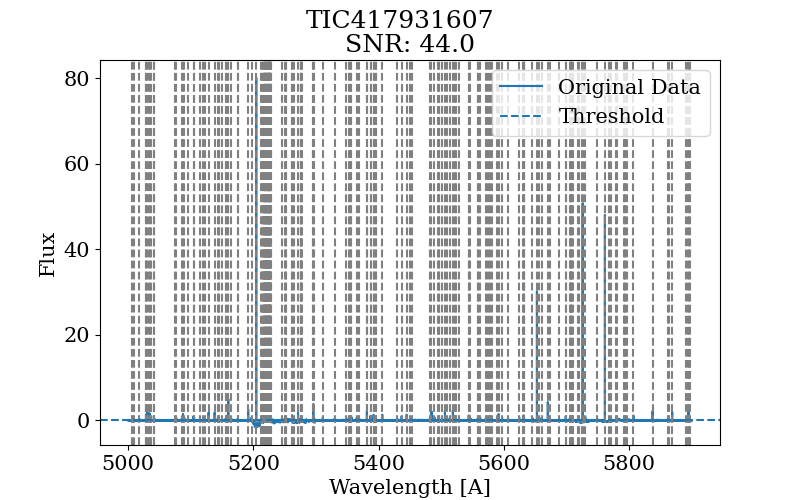 TIC417931607
SNR: 44.0
Original Data
Threshold
80
60
40
20
0
Flux
5000 5200 5400 5600 5800
Wavelength [A]